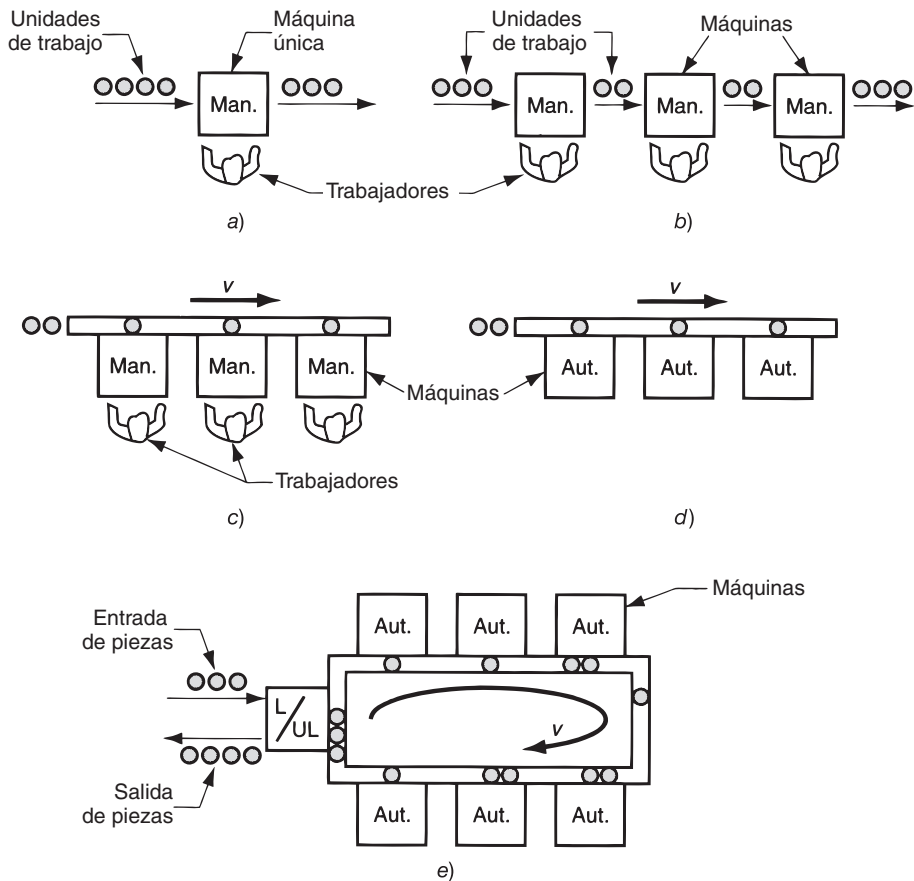 Unidades
de trabajo
Máquina
única
Man.
Trabajadores
a)
Unidades
de trabajo
Máquinas
Man.
Man.
Man.
b)
v
Man.
Man.
Man.
Máquinas
Trabajadores
c)
v
Aut.
Aut.
Aut.
d)
Máquinas
Aut.
Aut.
Aut.
Entrada
de piezas
L/UL
v
Salida
de piezas
Aut.
Aut.
Aut.
e)